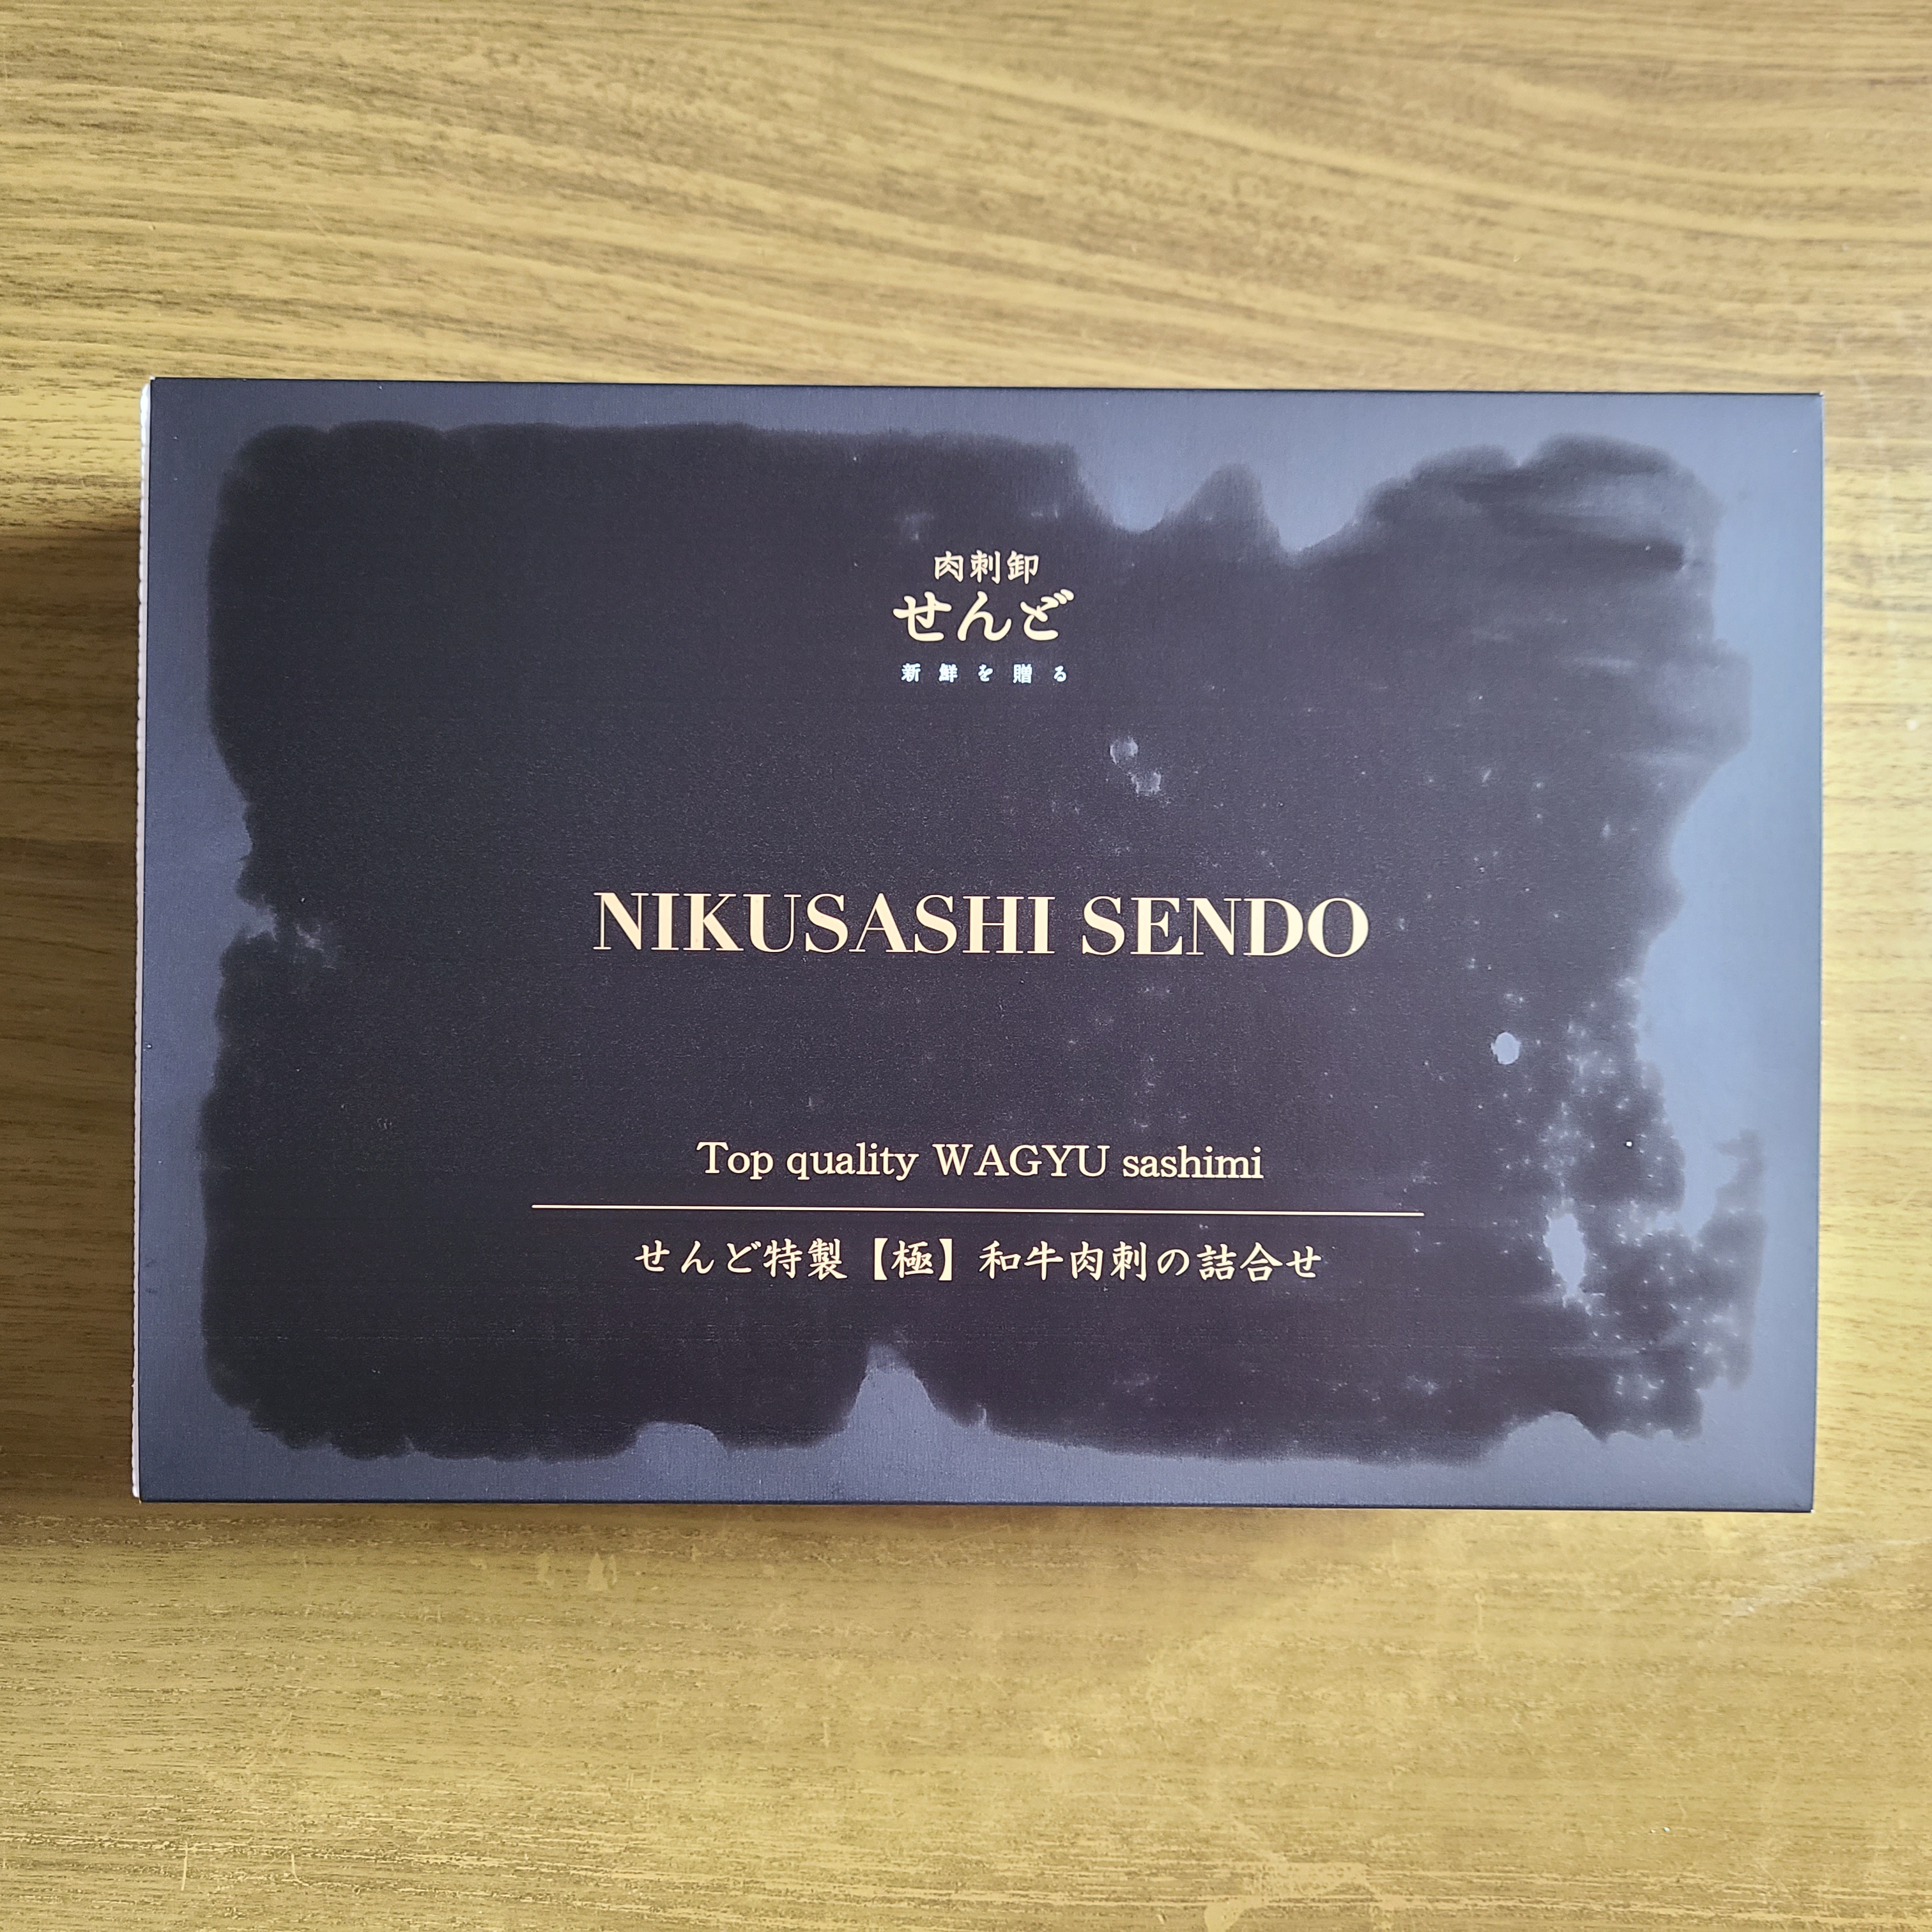 肉刺卸
せんど
新鮮を贈る
NIKUSASHI SENDO
Top quality WAGYU sashimi
せんど特製【極】和牛肉刺の詰合せ